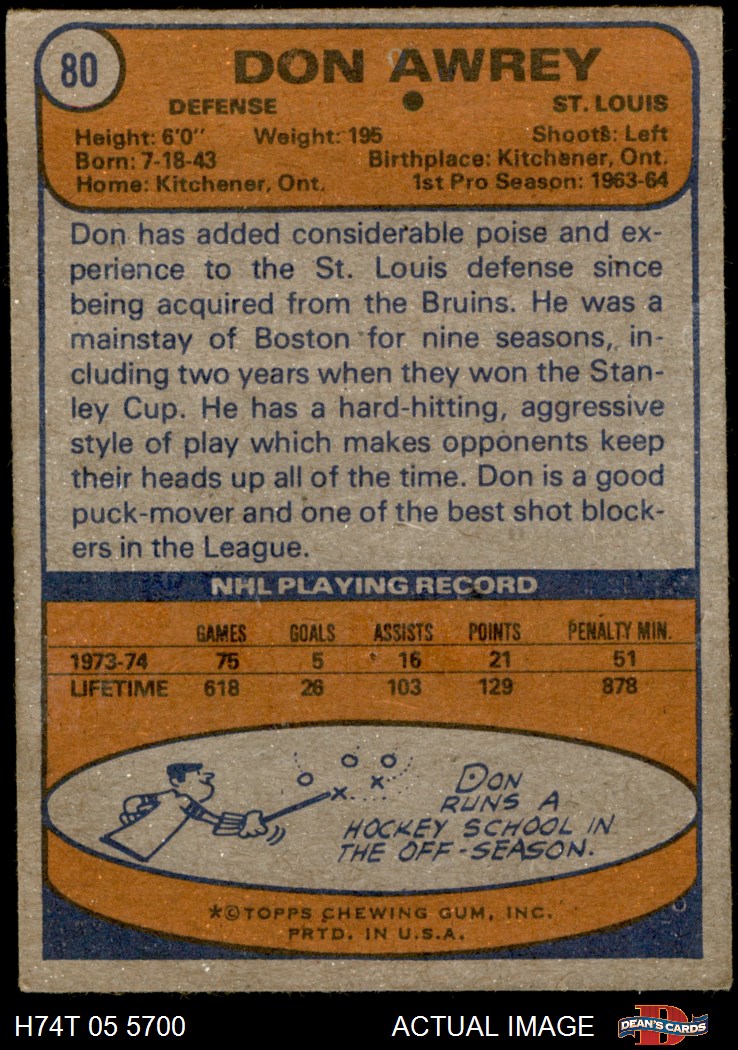 80
DON AWREY
DEFENSE ST. LOUIS
Height: 6'0" Weight: 195 Shoots: Left
Born: 7-18-43 Birthplace: Kitchener, Ont.
Home: Kitchener, Ont. 1st Pro Season: 1963-64
Don has added considerable poise and ex-
perience to the St. Louis defense since
being acquired from the Bruins. He was a
mainstay of Boston for nine seasons, in-
cluding two years when they won the Stan-
ley Cup. He has a hard-hitting, aggressive
style of play which makes opponents keep
their heads up all of the time. Don is a good
puck-mover and one of the best shot block-
ers in the League.
NHL PLAYING RECORD
GAMES GOALS ASSISTS POINTS PENALTY MIN.
1973-74 75 5 16 21 51
LIFETIME 618 26 103 129 878
DON
RUNS A
HOCKEY SCHOOL IN
THE OFF-SEASON.
*©TOPPS CHEWING GUM, INC.
PRTD. IN U.S.A.
H74T 05 5700 ACTUAL IMAGE D DEAN'S CARDS